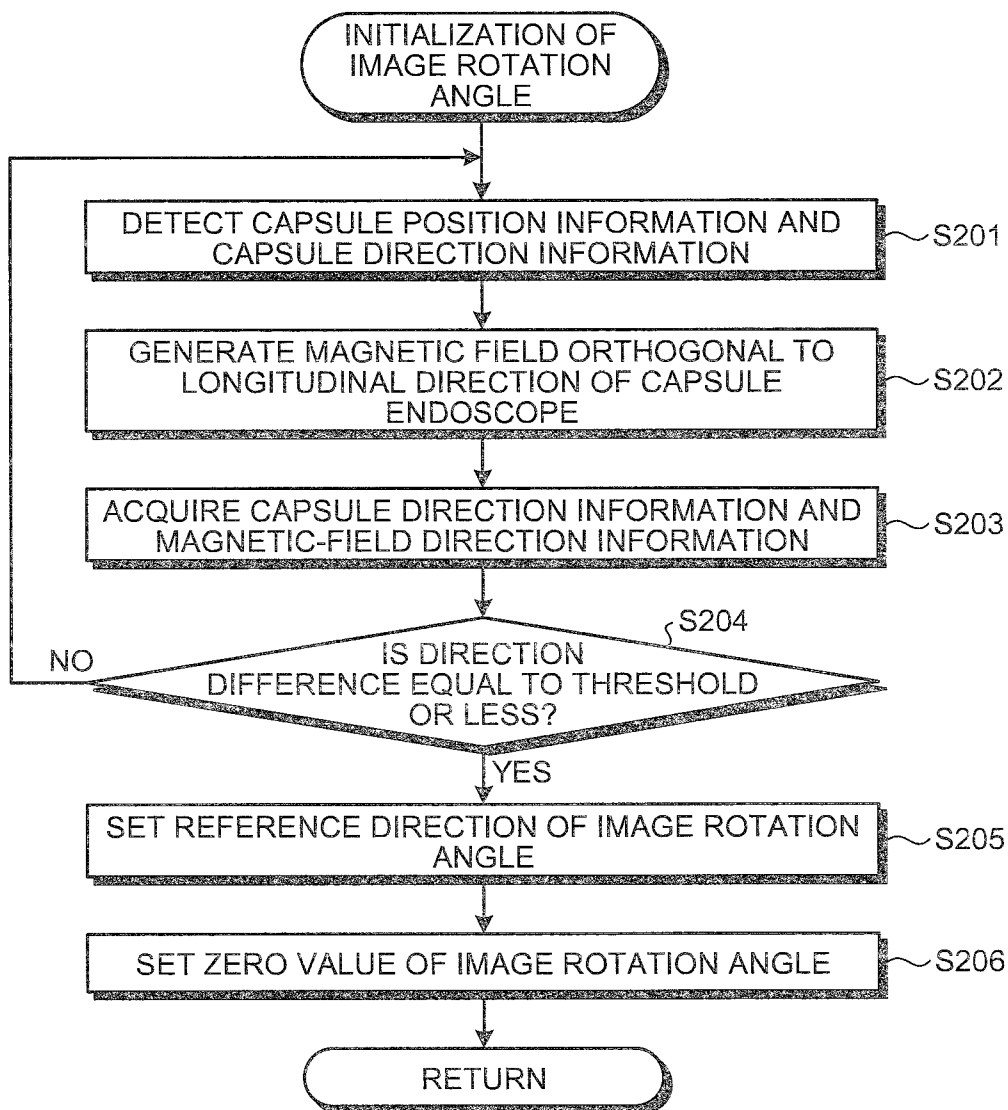 INITIALIZATION OF
IMAGE ROTATION
ANGLE
DETECT CAPSULE POSITION INFORMATION AND
CAPSULE DIRECTION INFORMATION
S201
GENERATE MAGNETIC FIELD ORTHOGONAL TO
LONGITUDINAL DIRECTION OF CAPSULE
ENDOSCOPE
S202
ACQUIRE CAPSULE DIRECTION INFORMATION AND
MAGNETIC-FIELD DIRECTION INFORMATION
S203
S204
NO
IS DIRECTION
DIFFERENCE EQUAL TO THRESHOLD
OR LESS?
YES
SET REFERENCE DIRECTION OF IMAGE ROTATION
ANGLE
S205
SET ZERO VALUE OF IMAGE ROTATION ANGLE
S206
RETURN